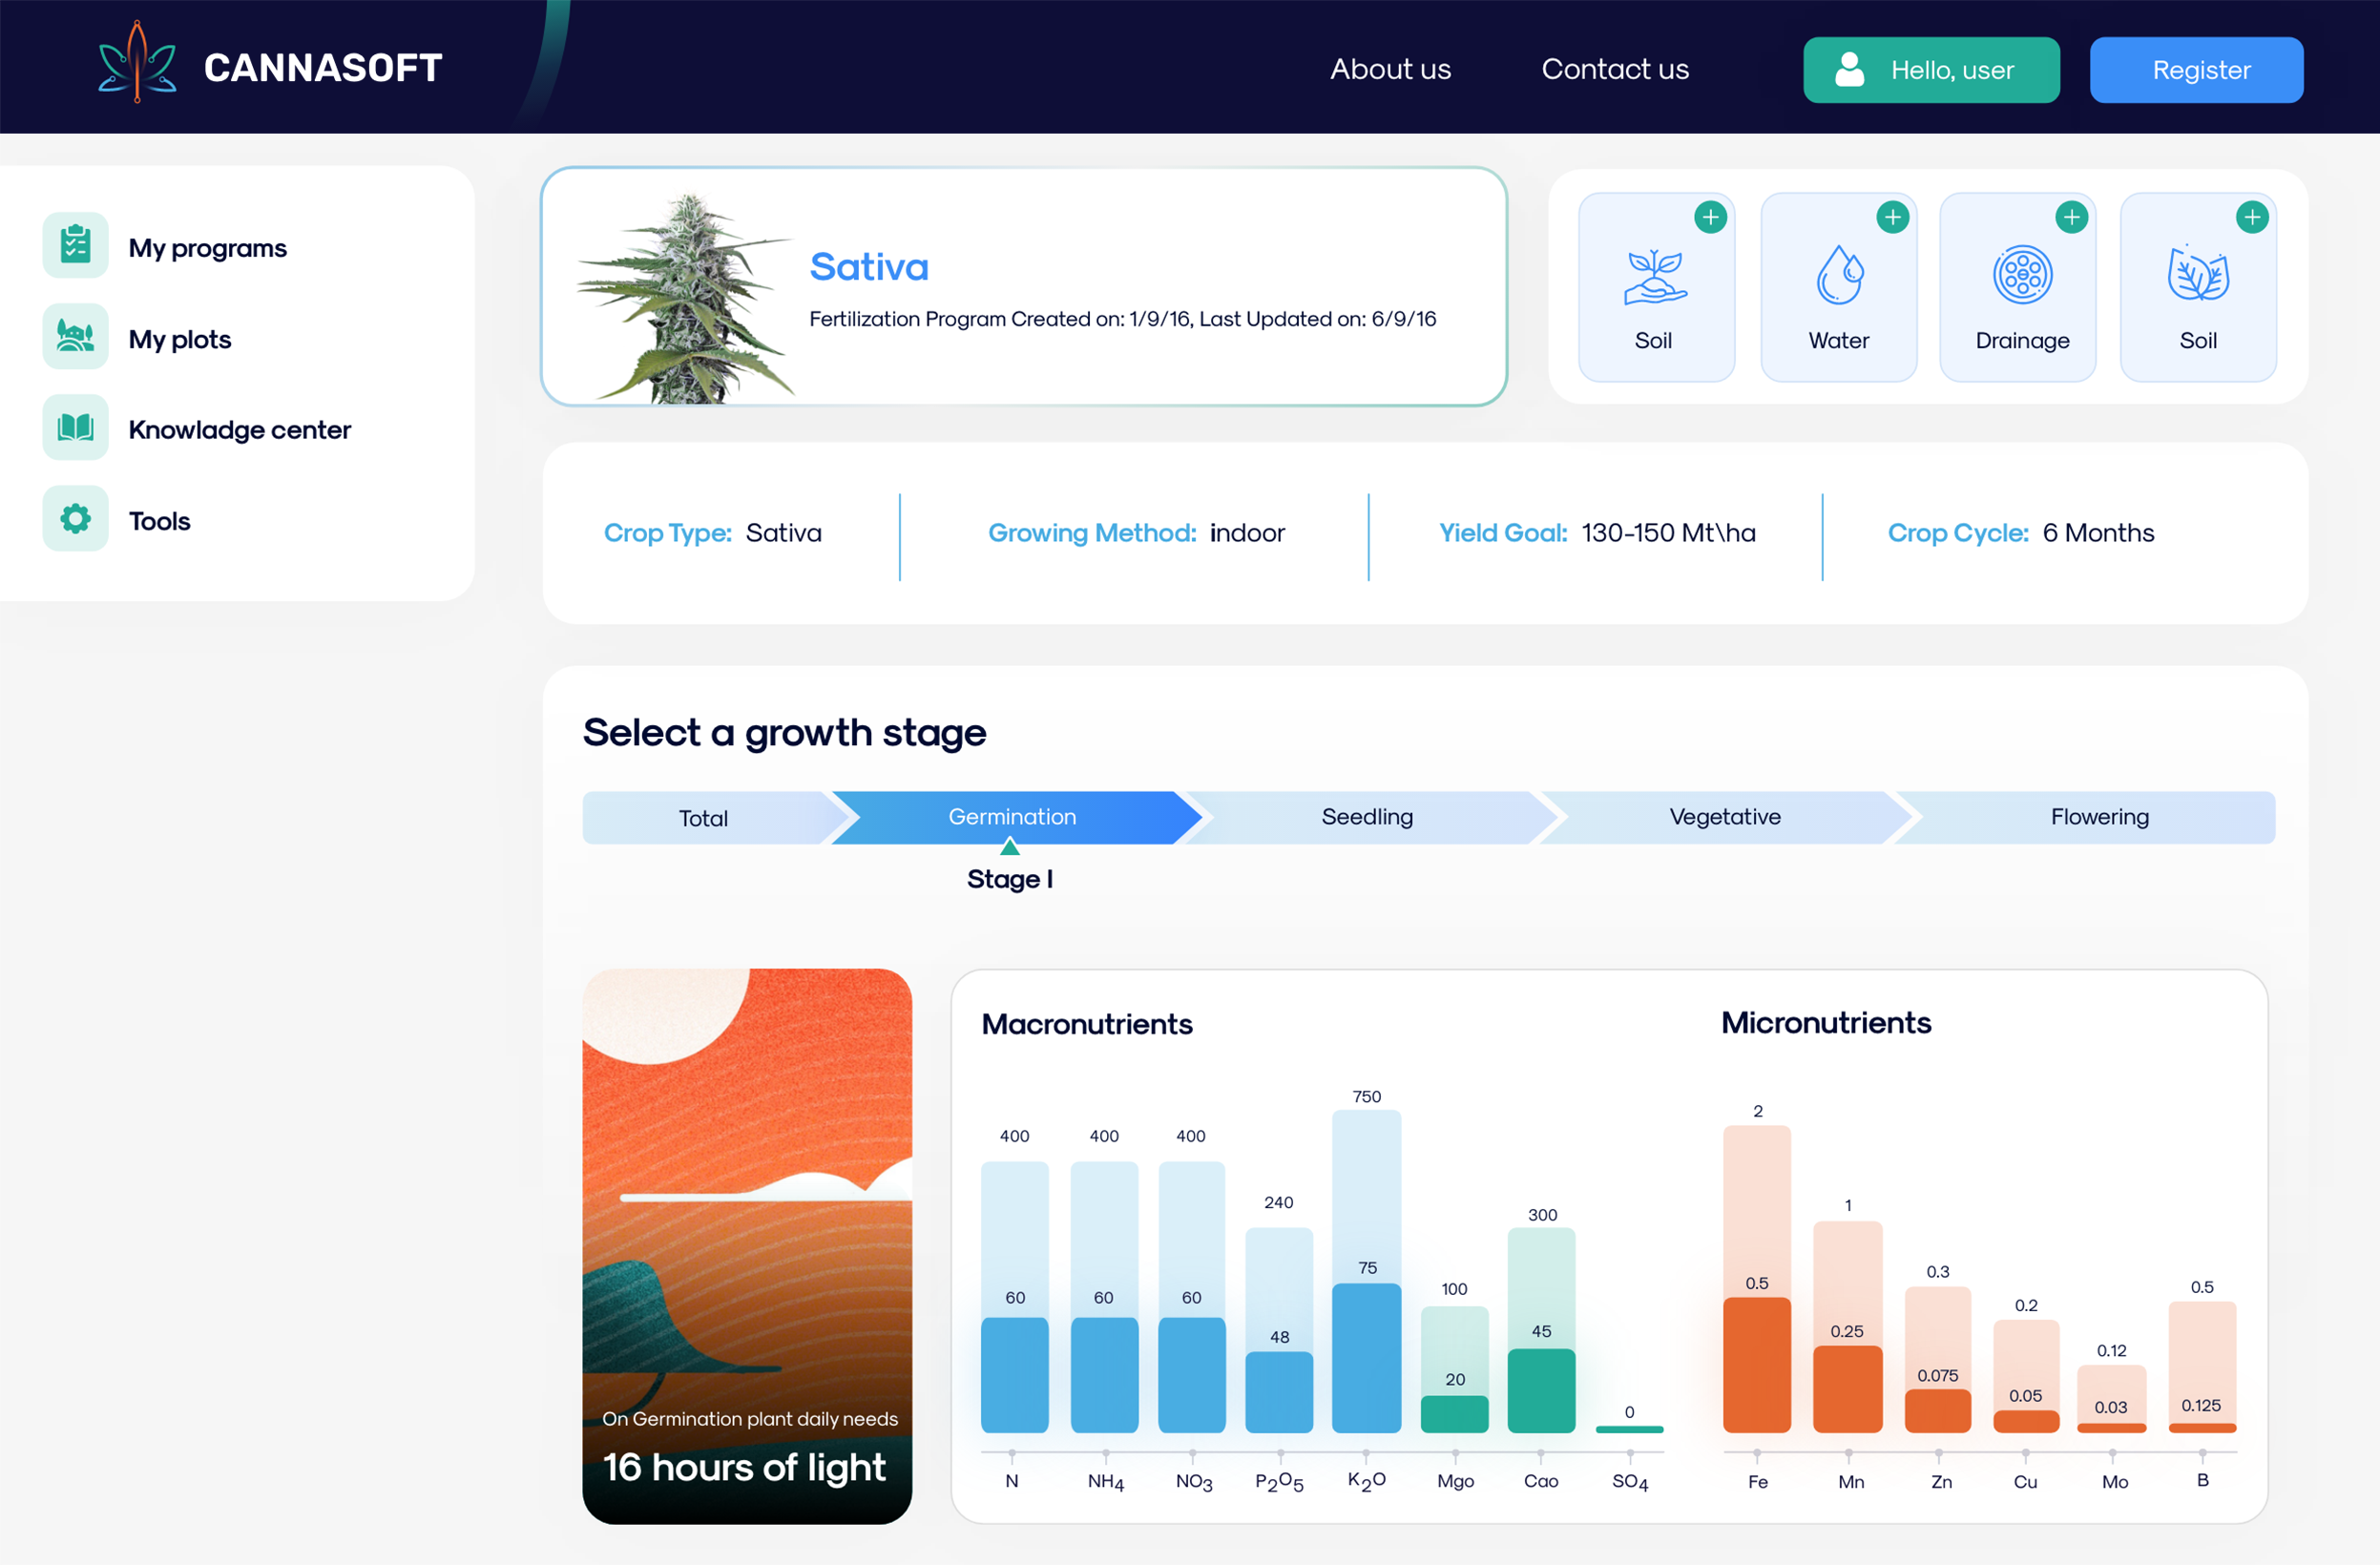 CANNASOFT
About us
Contact us
Hello, user
Register
My programs
My plots
Knowladge center
Tools
Sativa
Fertilization Program Created on: 1/9/16, Last Updated on: 6/9/16
Soil
Water
Drainage
Soil
Crop Type: Sativa
Growing Method: indoor
Yield Goal: 130-150 Mt\ha
Crop Cycle: 6 Months
Select a growth stage
Total
Germination
Seedling
Vegetative
Flowering
Stage I
On Germination plant daily needs
16 hours of light
Macronutrients
400
400
400
240
750
100
300
0
60
60
60
48
75
20
45
N
NH4
NO3
P2O5
K2O
Mgo
Cao
SO4
Micronutrients
2
1
0.3
0.2
0.12
0.5
0.5
0.25
0.075
0.05
0.03
0.125
Fe
Mn
Zn
Cu
Mo
B